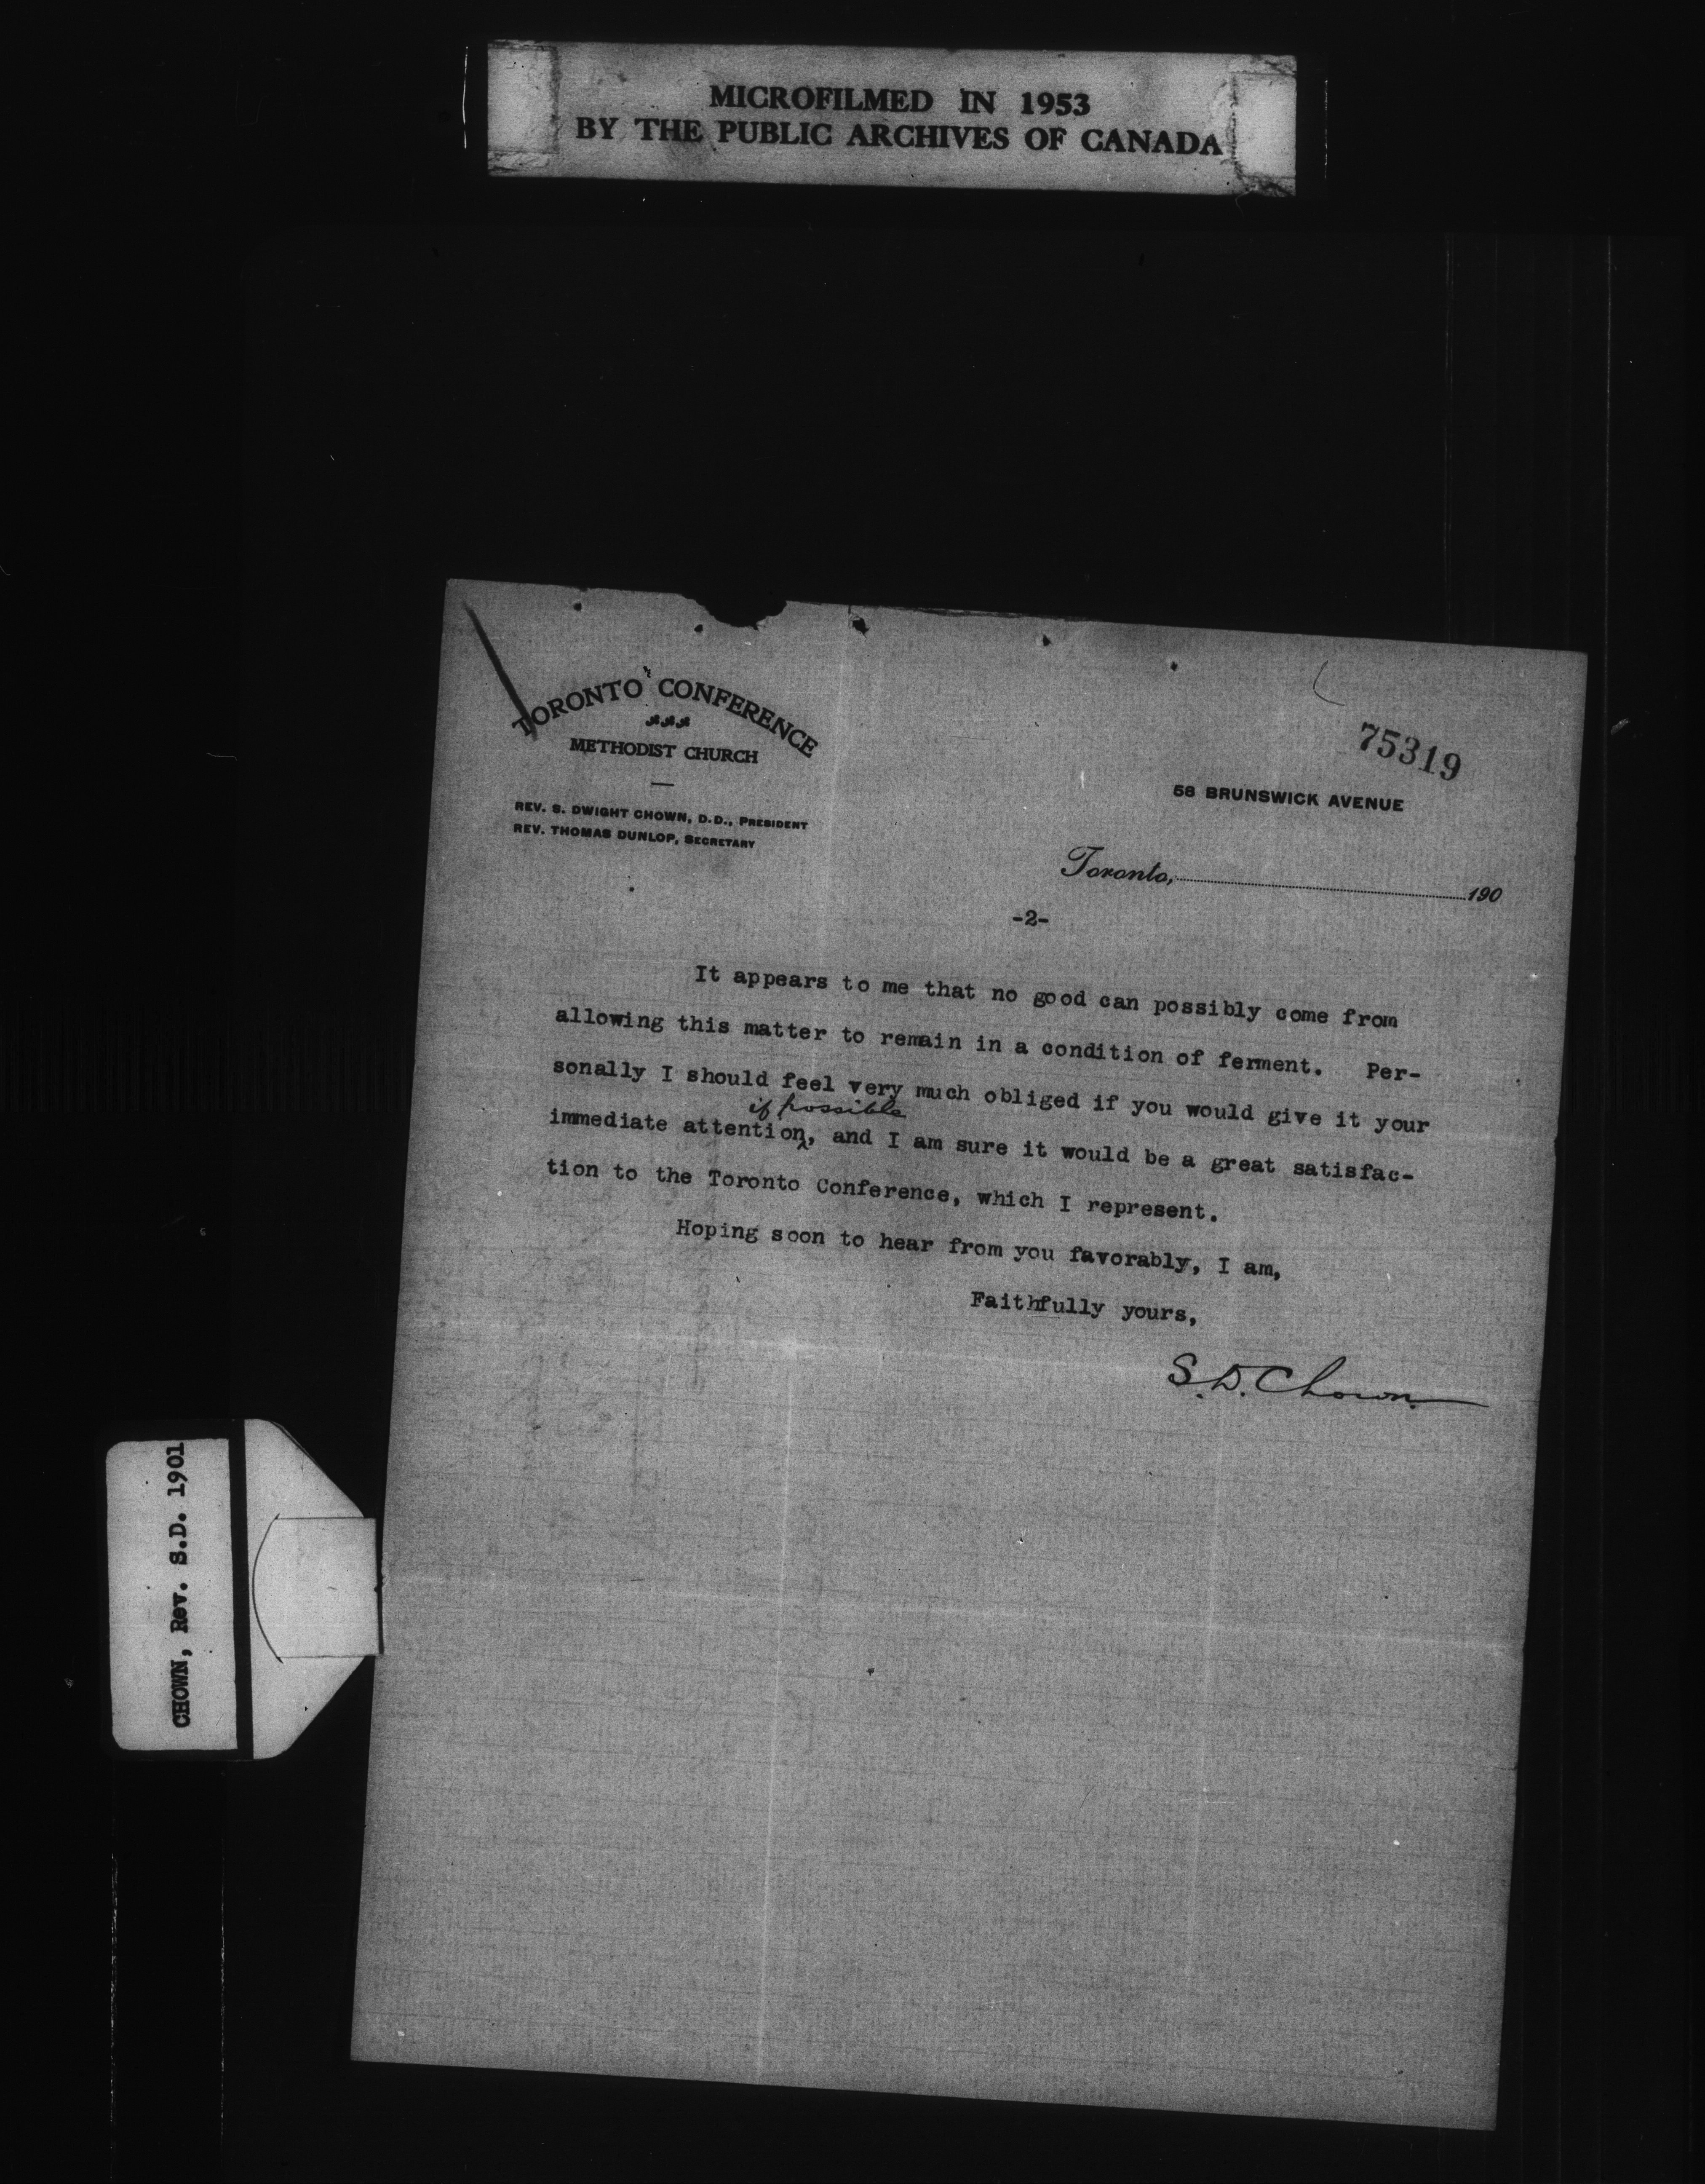 MICROFILMED IN 1953
BY THE PUBLIC ARCHIVES OF CANADA
TORONTO CONFERENCE
METHODIST CHURCH
REV. S. DWIGHT CHOWN, D.D., PRESIDENT
REV. THOMAS DUNLOP, SECRETARY
75319
58 BRUNSWICK AVENUE
Toronto, 190
-2-
It appears to me that no good can possibly come from
allowing this matter to remain in a condition of ferment. Per-
sonally I should feel very much obliged if you would give it your
if possible
immediate attention, and I am sure it would be a great satisfac-
tion to the Toronto Conference, which I represent.
Hoping soon to hear from you favorably, I am,
Faithfully yours,
S.D. Chown.
CHOWN, Rev. S.D. 1901